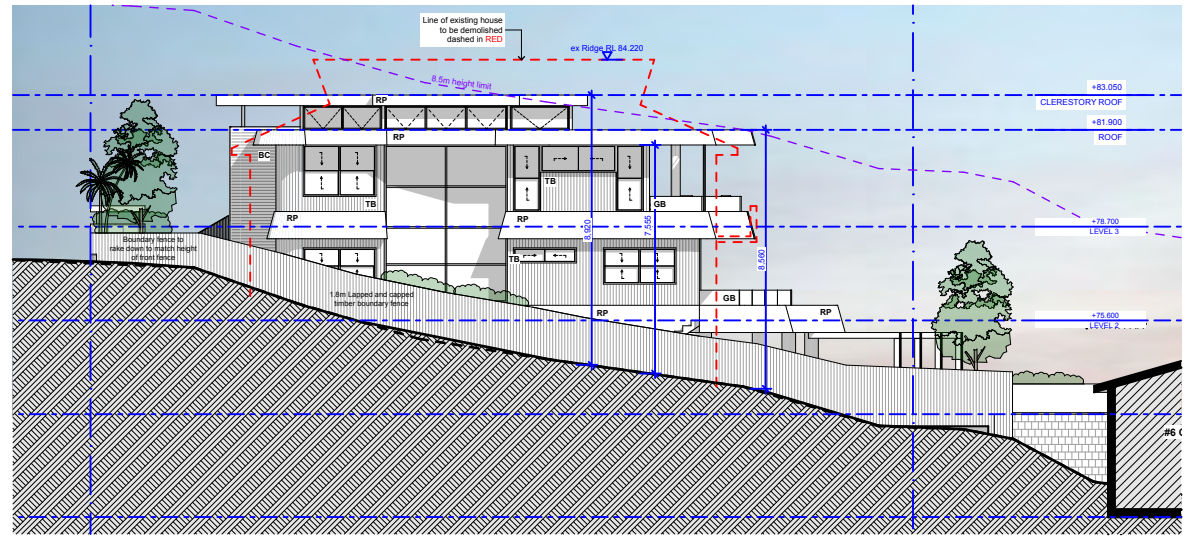 Line of existing house
to be demolished
dashed in RED
ex Ridge RL 84.220
8.5m height limit
+83.050
CLERESTORY ROOF
RP
+81.900
ROOF
RP
BC
TB
TB
GB
RP
RP
+78.700
LEVEL 3
8,920
7,555
8,560
Boundary fence to
rake down to match height
of front fence
TB
1.8m Lapped and capped
timber boundary fence
GB
RP
RP
+75.600
LEVEL 2
#6